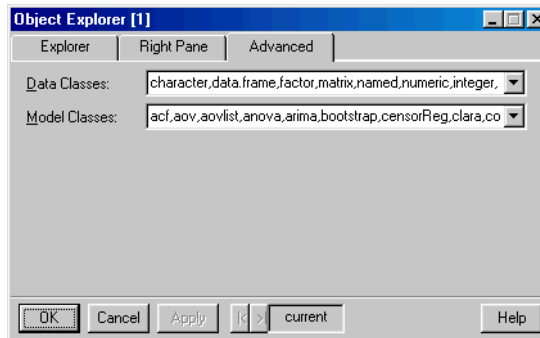 Object Explorer [1]
Explorer Right Pane Advanced
Data Classes: character,data.frame,factor,matrix,named,numeric,integer,
Model Classes: acf,aov,aovlist,anova,arima,bootstrap,censorReg,clara,co
OK Cancel Apply |< > current Help